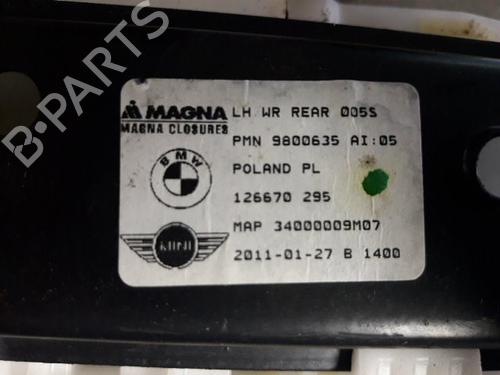 B-PARTS
MAGNA
MAGNA CLOSURES
LH WR REAR 005S
PMN 9800635 AI:05
BMW
POLAND PL
126670 295
MAP 34000009M07
MINI
2011-01-27 B 1400